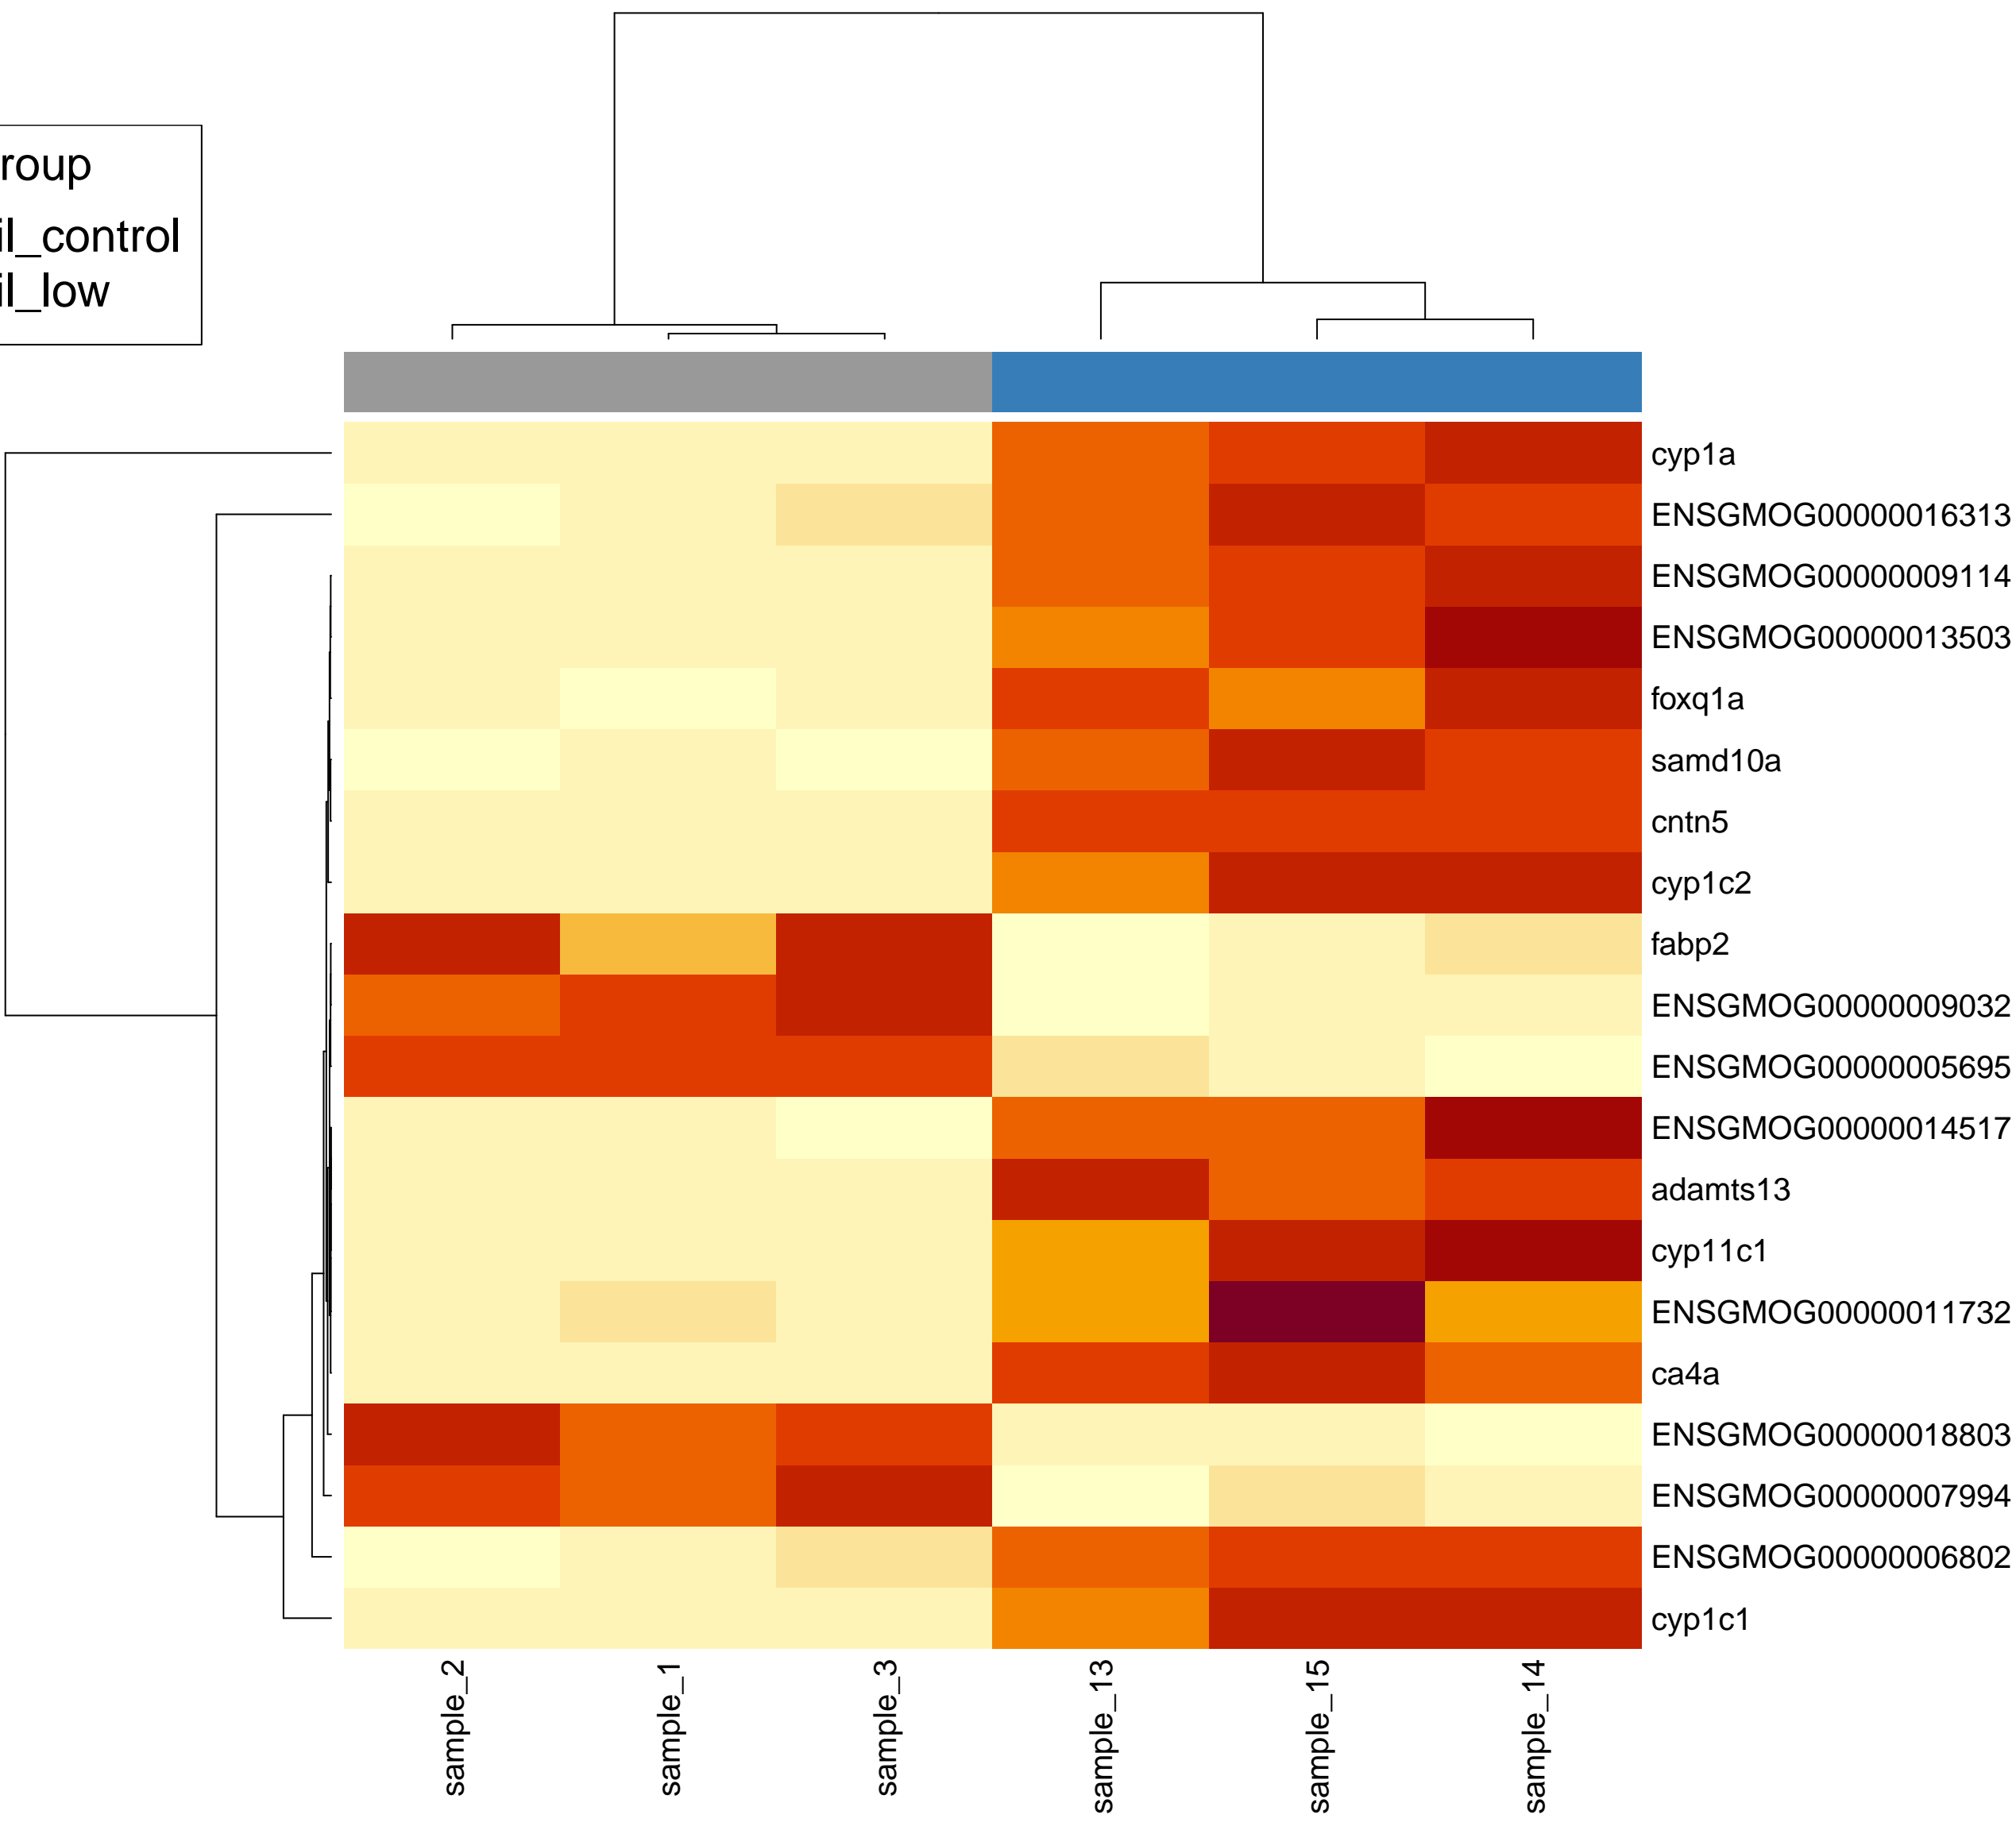 roup
il_control
il_low
cyp1a
ENSGMOG00000016313
ENSGMOG00000009114
ENSGMOG00000013503
foxq1a
samd10a
cntn5
cyp1c2
fabp2
ENSGMOG00000009032
ENSGMOG00000005695
ENSGMOG00000014517
adamts13
cyp11c1
ENSGMOG00000011732
ca4a
ENSGMOG00000018803
ENSGMOG00000007994
ENSGMOG00000006802
cyp1c1
sample_2
sample_1
sample_3
sample_13
sample_15
sample_14